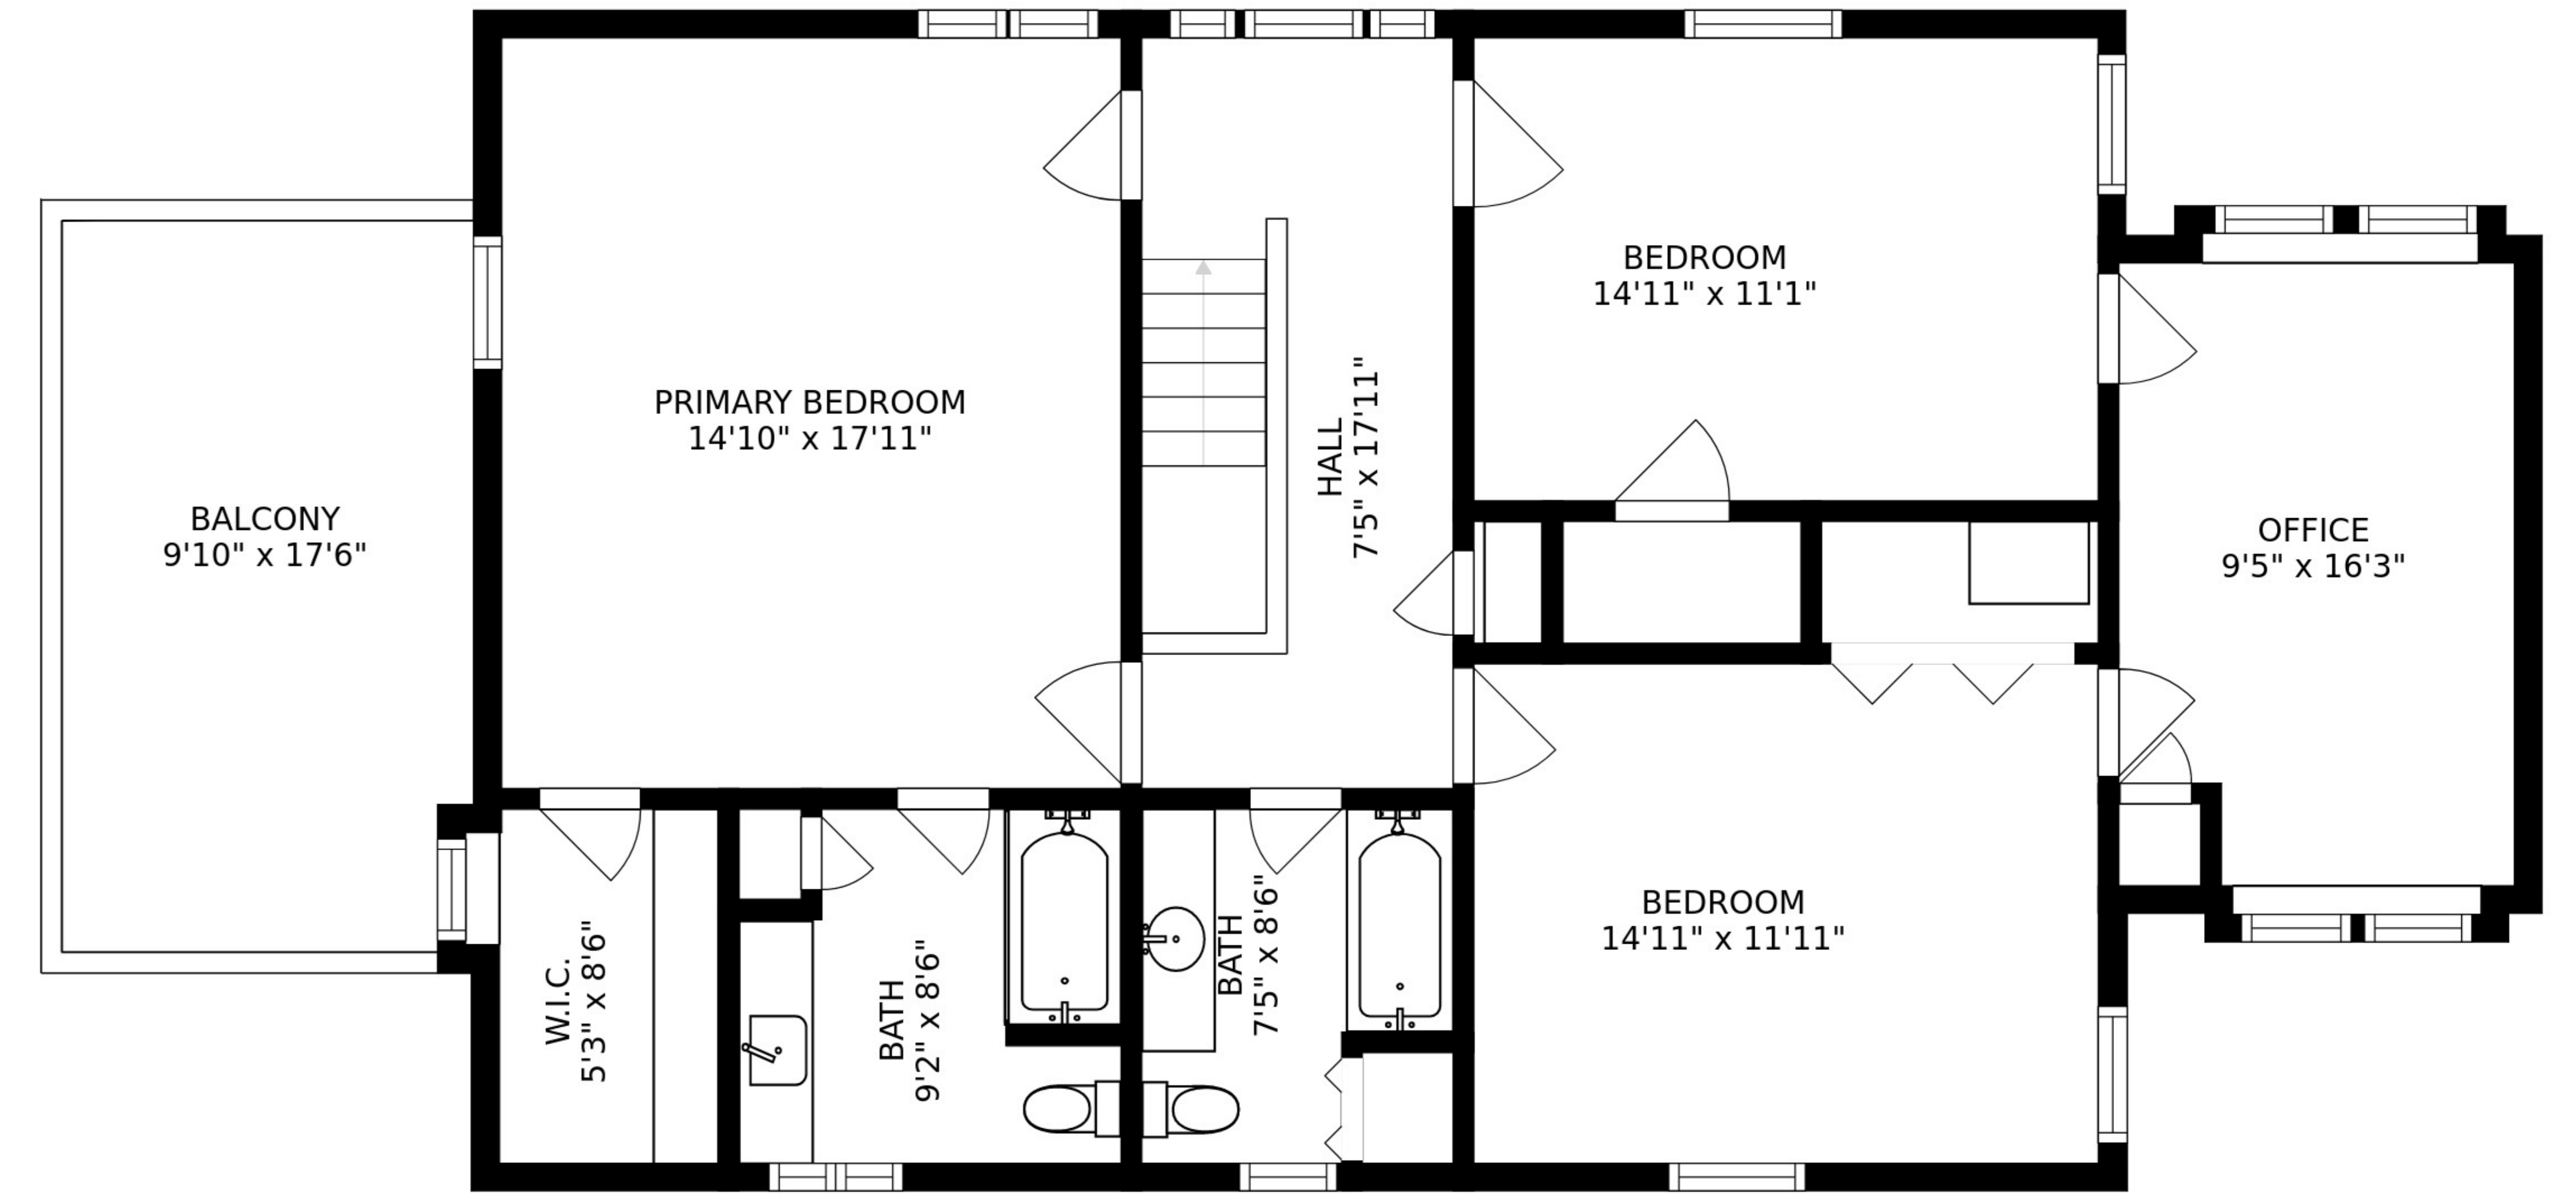 BALCONY
9'10" x 17'6"
PRIMARY BEDROOM
14'10" x 17'11"
HALL
7'5" x 17'11"
BEDROOM
14'11" x 11'1"
OFFICE
9'5" x 16'3"
W.I.C.
5'3" x 8'6"
BATH
9'2" x 8'6"
BATH
7'5" x 8'6"
BEDROOM
14'11" x 11'11"